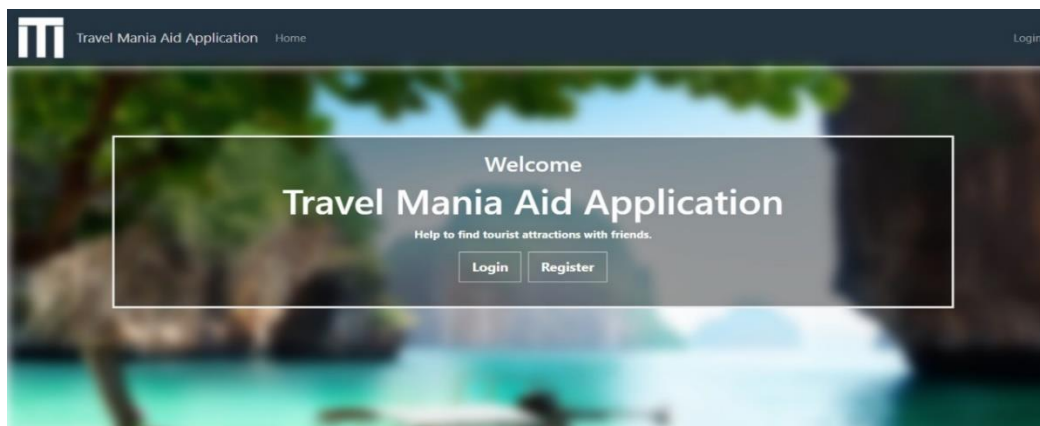 Travel Mania Aid Application Home Login
Welcome
Travel Mania Aid Application
Help to find tourist attractions with friends.
Login Register